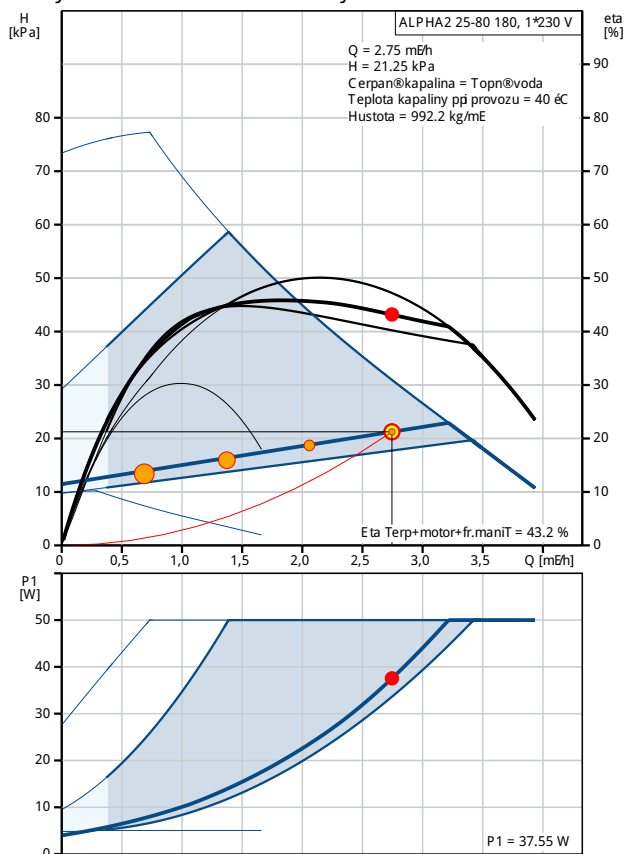 H
[kPa]
eta
[%]
ALPHA2 25-80 180, 1*230 V
Q = 2.75 mE/h
H = 21.25 kPa
Cerpan®kapalina = Topn®voda
Teplota kapaliny ppi provozu = 40 éC
Hustota = 992.2 kg/mE
90
80
80
70
70
60
60
50
50
40
40
30
30
20
20
10
10
0
0
Eta Terp+motor+fr.maniT = 43.2 %
0
0,5
1,0
1,5
2,0
2,5
3,0
3,5
Q [mE/h]
P1
[W]
50
40
30
20
10
0
P1 = 37.55 W